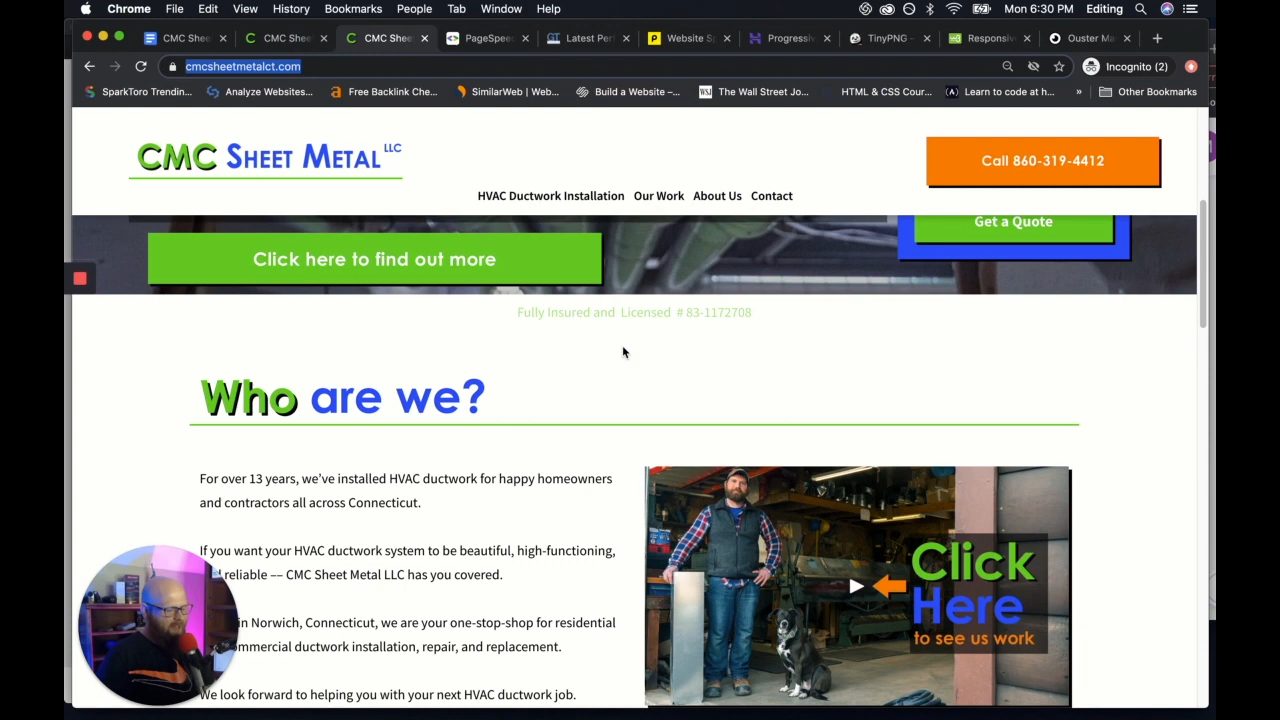 Chrome File Edit View History Bookmarks People Tab Window Help
Mon 6:30 PM Editing
CMC Shee
CMC Shee
CMC Shee
PageSpee
Latest Per
Website S
Progressiv
TinyPNG –
Responsiv
Ouster Ma
cmcsheetmetalct.com
Incognito (2)
SparkToro Trendin...
Analyze Websites...
Free Backlink Che...
SimilarWeb | Web...
Build a Website –...
WSJ
The Wall Street Jo...
HTML & CSS Cour...
(A)
Learn to code at h...
»
Other Bookmarks
CMC SHEET METAL LLC
Call 860-319-4412
HVAC Ductwork Installation Our Work About Us Contact
Get a Quote
Click here to find out more
Fully Insured and Licensed # 83-1172708
Who are we?
For over 13 years, we've installed HVAC ductwork for happy homeowners
and contractors all across Connecticut.
If you want your HVAC ductwork system to be beautiful, high-functioning,
reliable –– CMC Sheet Metal LLC has you covered.
in Norwich, Connecticut, we are your one-stop-shop for residential
ommercial ductwork installation, repair, and replacement.
We look forward to helping you with your next HVAC ductwork job.
Click
Here
to see us work